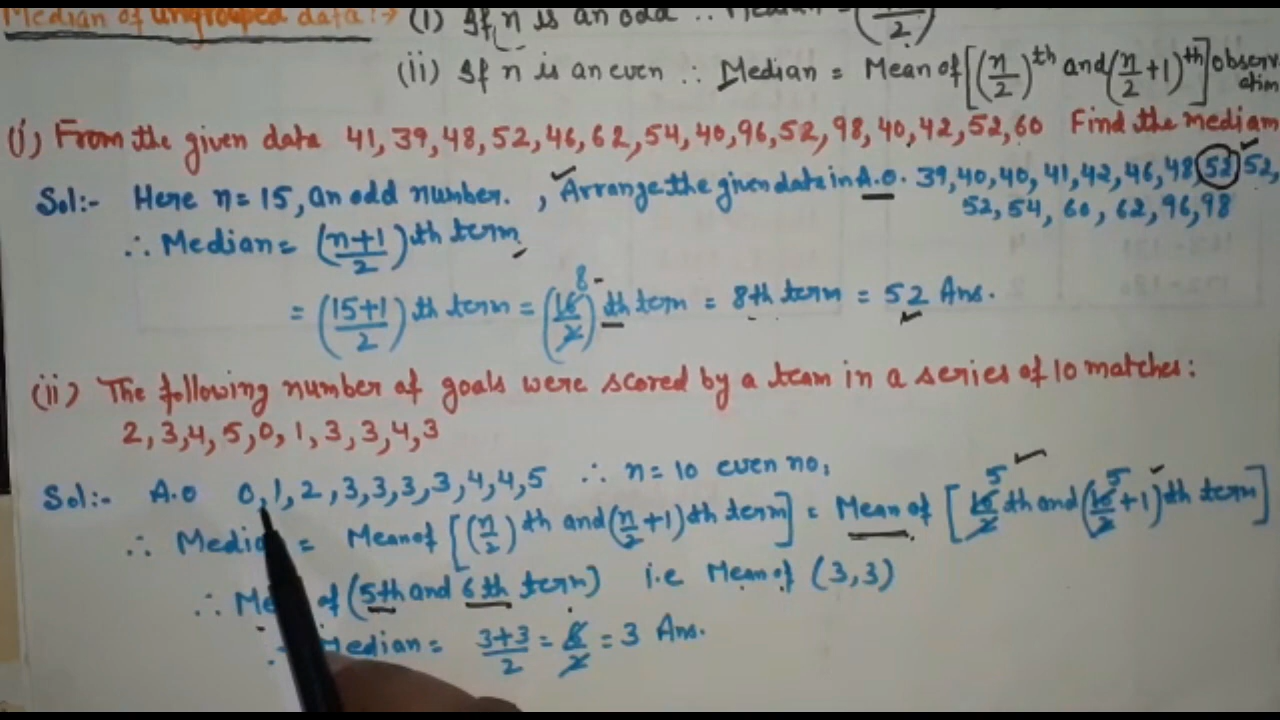 Median of ungrouped data:→ (i) If n is an odd ∴ Median =
(ii) If n is an even ∴ Median = Mean of [(n/2)th and (n/2+1)th] observation
(i) From the given data 41, 39, 48, 52, 46, 62, 54, 40, 96, 52, 98, 40, 42, 52, 60 Find the median
Sol:- Here n = 15, an odd number. , Arrange the given data in A.O. 39, 40, 40, 41, 42, 46, 48, 52, 52,
52, 54, 60, 62, 96, 98
∴ Median = (n+1/2)th term
= (15+1/2)th term = (16/2)th term 8 = 8th term = 52 Ans.
(ii) The following number of goals were scored by a team in a series of 10 matches:
2, 3, 4, 5, 0, 1, 3, 3, 4, 3
Sol:- A.O 0, 1, 2, 3, 3, 3, 3, 4, 4, 5 ∴ n = 10 even no,
∴ Media = Mean of [(n/2)th and (n/2+1)th term] = Mean of [10/2 5 th and (10/2 5 +1)th term]
∴ Me of (5th and 6th term) i.e Mean of (3,3)
Median = 3+3/2 = 6/2 = 3 Ans.